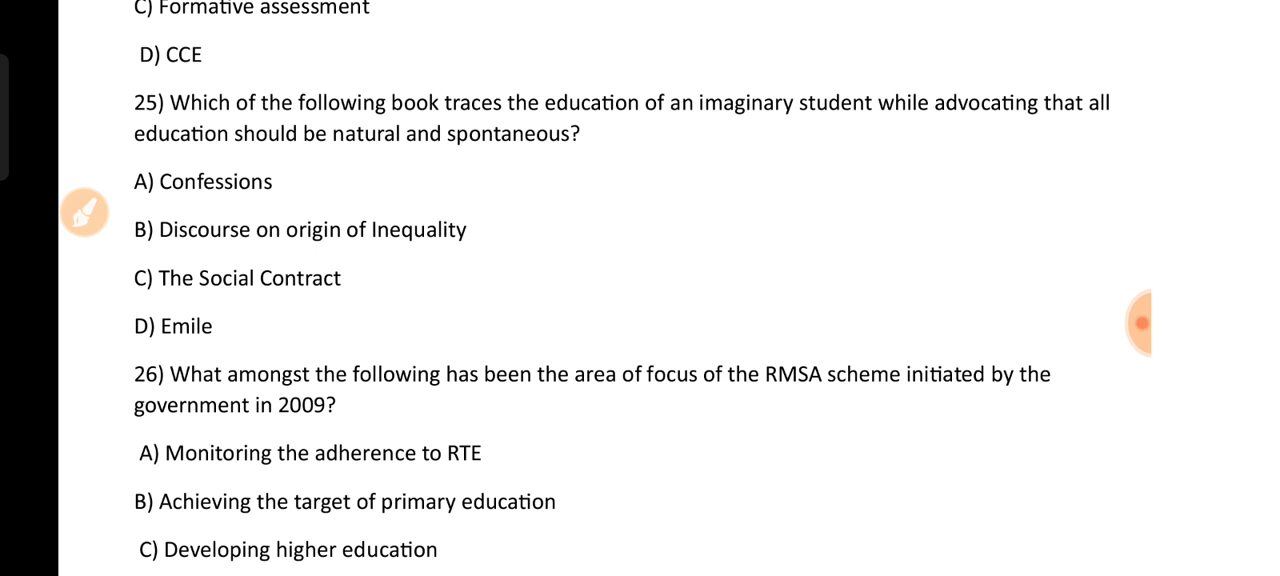 C) Formative assessment
D) CCE
25) Which of the following book traces the education of an imaginary student while advocating that all
education should be natural and spontaneous?
A) Confessions
B) Discourse on origin of Inequality
C) The Social Contract
D) Emile
26) What amongst the following has been the area of focus of the RMSA scheme initiated by the
government in 2009?
A) Monitoring the adherence to RTE
B) Achieving the target of primary education
C) Developing higher education